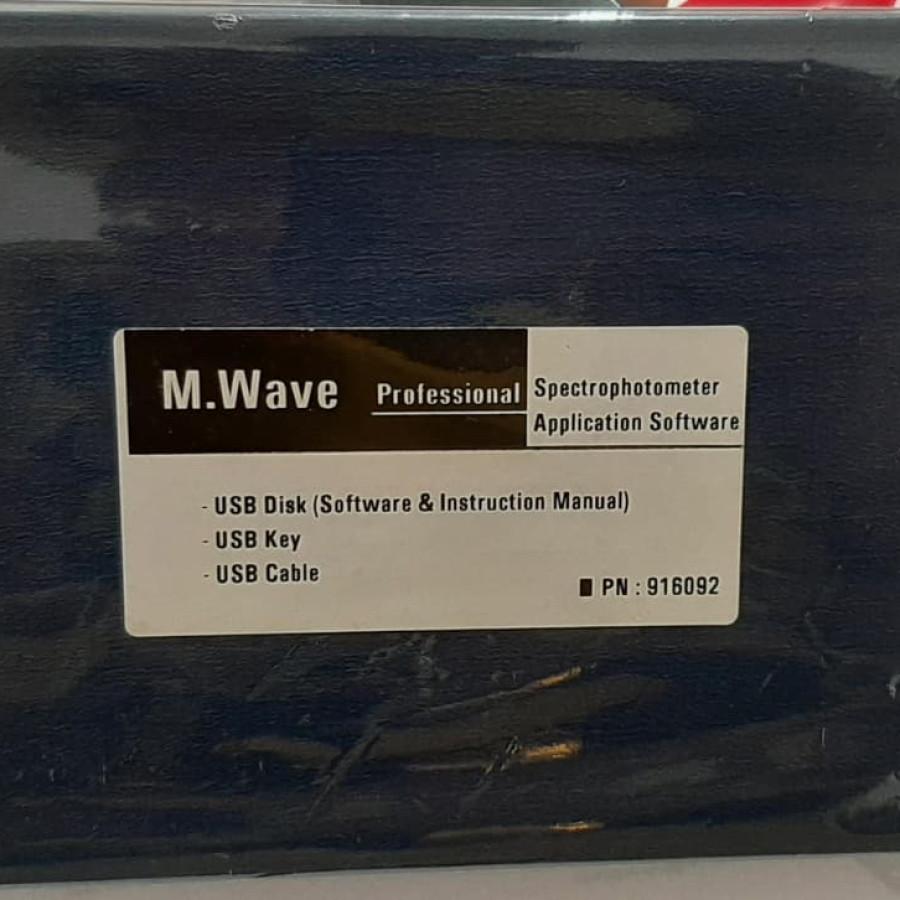 M.Wave Professional
Spectrophotometer
Application Software
- USB Disk (Software & Instruction Manual)
- USB Key
- USB Cable
■ PN : 916092